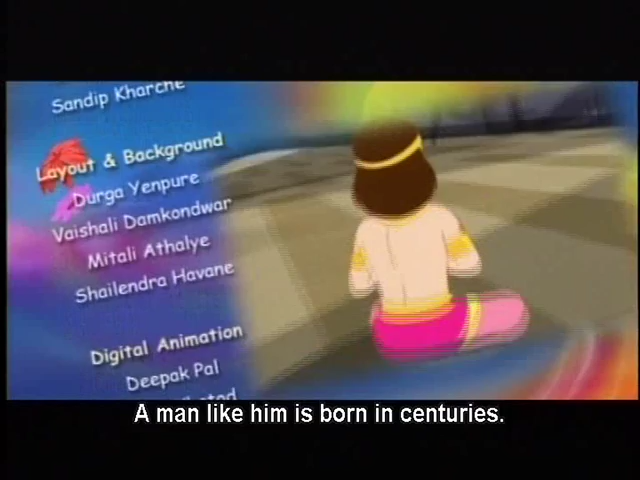 Sandip Kharche
Layout & Background
Durga Yenpure
Vaishali Damkondwar
Mitali Athalye
Shailendra Havane
Digital Animation
Deepak Pal
A man like him is born in centuries.